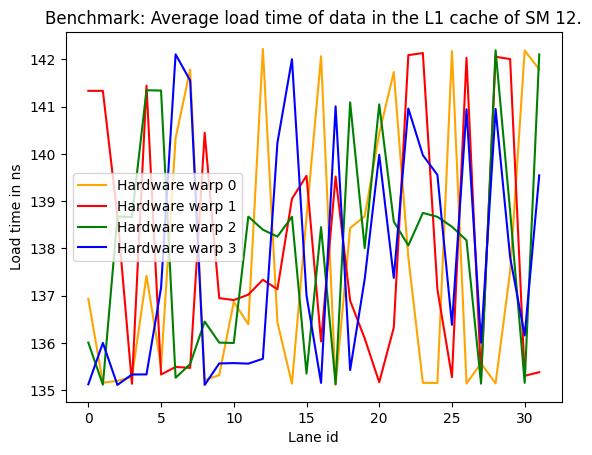 Benchmark: Average load time of data in the L1 cache of SM 12.
142
141
140
139
138
137
136
135
Load time in ns
Hardware warp 0
Hardware warp 1
Hardware warp 2
Hardware warp 3
0 5 10 15 20 25 30
Lane id